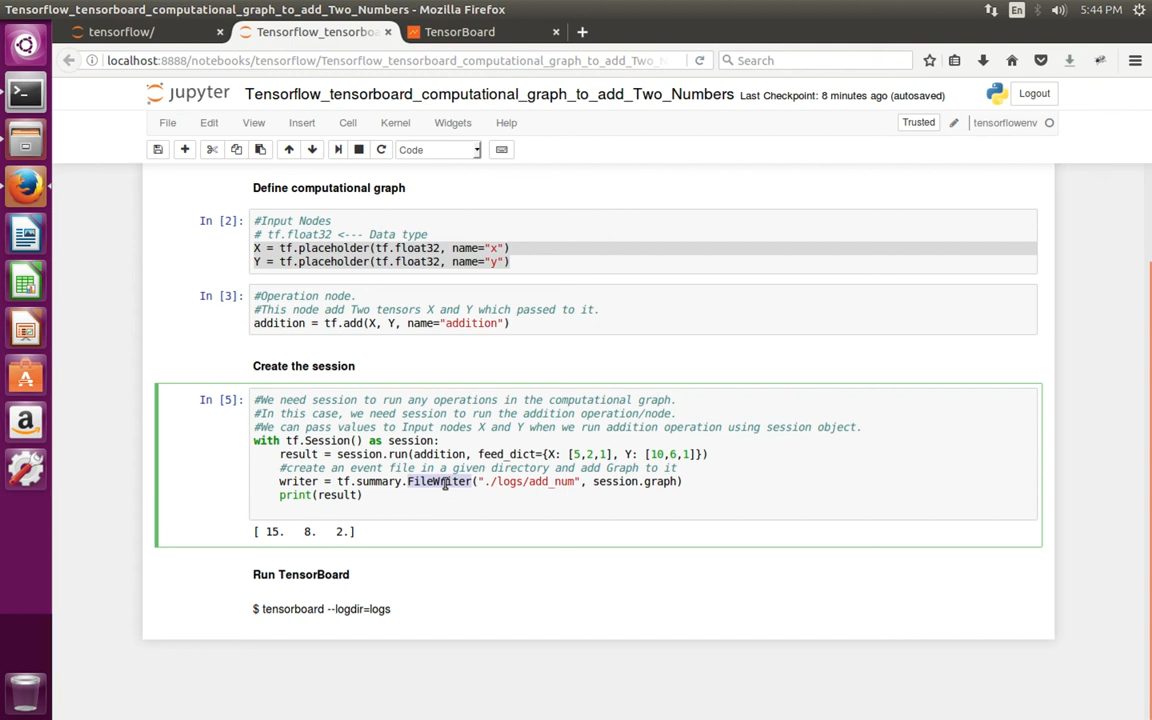 Tensorflow_tensorboard_computational_graph_to_add_Two_Numbers - Mozilla Firefox
En
5:44 PM
tensorflow/
Tensorflow_tensorboa
TensorBoard
localhost:8888/notebooks/tensorflow/Tensorflow_tensorboard_computational_graph_to_add_Two_N
Search
jupyter Tensorflow_tensorboard_computational_graph_to_add_Two_Numbers Last Checkpoint: 8 minutes ago (autosaved)
Logout
File Edit View Insert Cell Kernel Widgets Help
Trusted
tensorflowenv
Code
Define computational graph
In [2]:
#Input Nodes
# tf.float32 <--- Data type
X = tf.placeholder(tf.float32, name="x")
Y = tf.placeholder(tf.float32, name="y")
In [3]:
#Operation node.
#This node add Two tensors X and Y which passed to it.
addition = tf.add(X, Y, name="addition")
Create the session
In [5]:
#We need session to run any operations in the computational graph.
#In this case, we need session to run the addition operation/node.
#We can pass values to Input nodes X and Y when we run addition operation using session object.
with tf.Session() as session:
result = session.run(addition, feed_dict={X: [5,2,1], Y: [10,6,1]})
#create an event file in a given directory and add Graph to it
writer = tf.summary.FileWriter("./logs/add_num", session.graph)
print(result)
[ 15. 8. 2.]
Run TensorBoard
$ tensorboard --logdir=logs